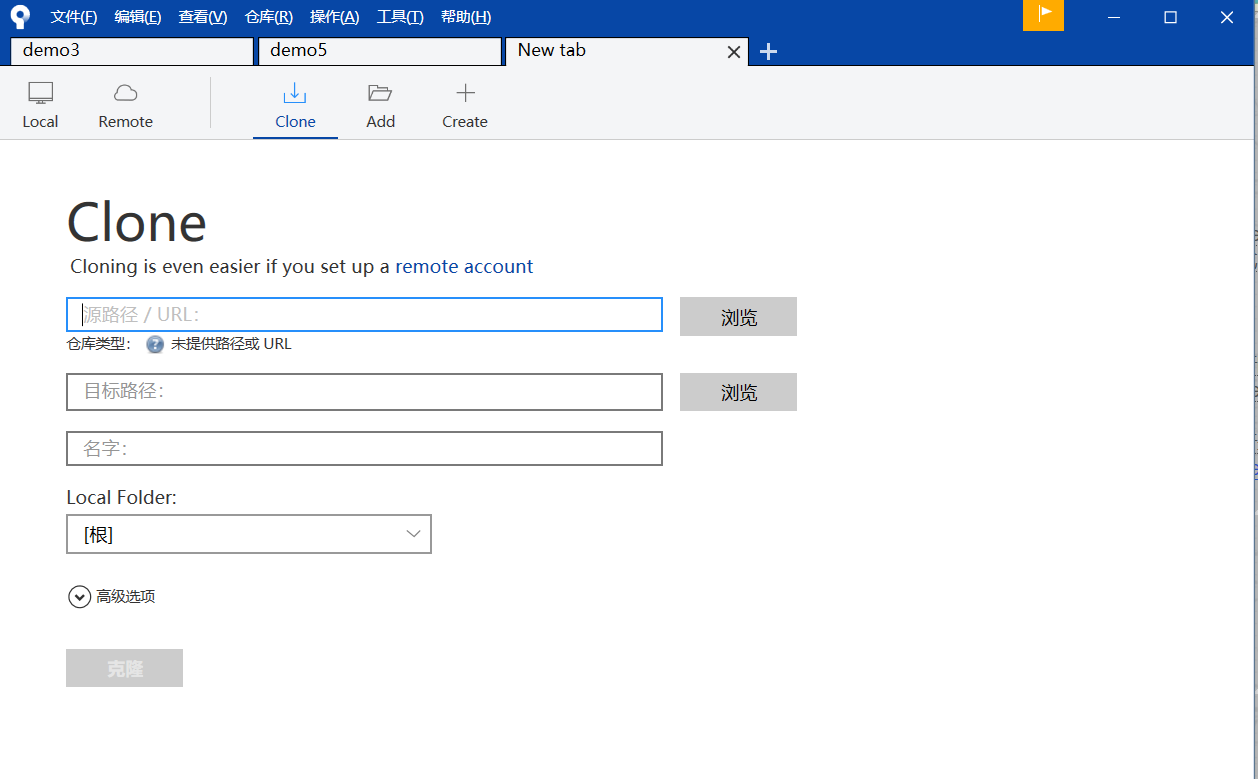 文件(F) 编辑(E) 查看(V) 仓库(R) 操作(A) 工具(T) 帮助(H)
demo3 demo5 New tab
Local Remote Clone Add Create
Clone
Cloning is even easier if you set up a remote account
源路径 / URL: 浏览
仓库类型: ? 未提供路径或 URL
目标路径: 浏览
名字:
Local Folder:
[根]
高级选项
克隆